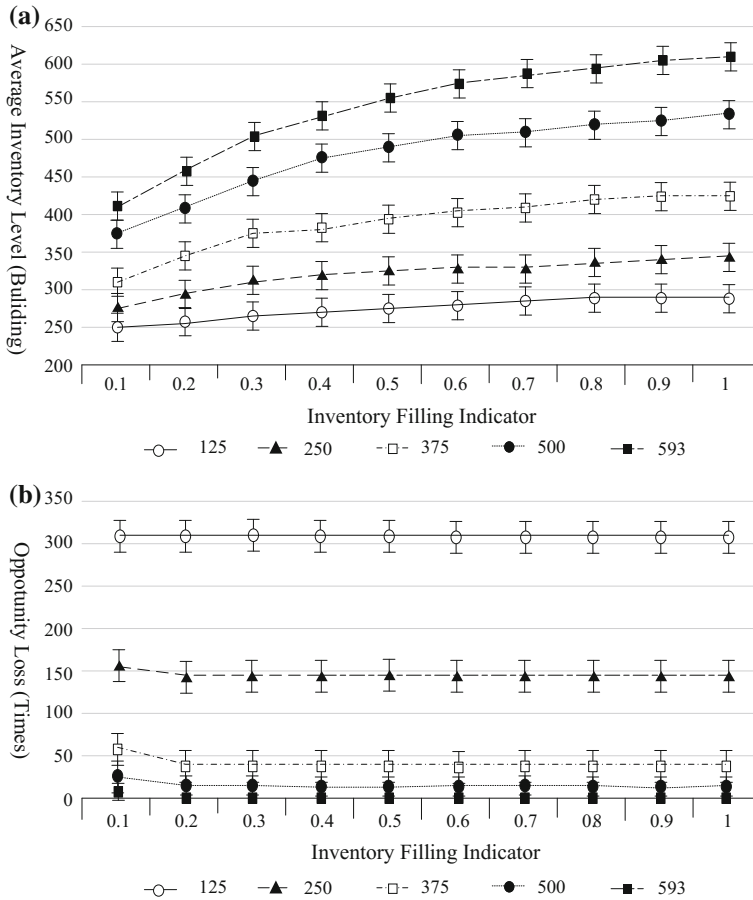 (a)
Average Inventory Level (Building)
650
600
550
500
450
400
350
300
250
200
0.1 0.2 0.3 0.4 0.5 0.6 0.7 0.8 0.9 1
Inventory Filling Indicator
125 250 375 500 593
(b)
Oppotunity Loss (Times)
350
300
250
200
150
100
50
0
0.1 0.2 0.3 0.4 0.5 0.6 0.7 0.8 0.9 1
Inventory Filling Indicator
125 250 375 500 593